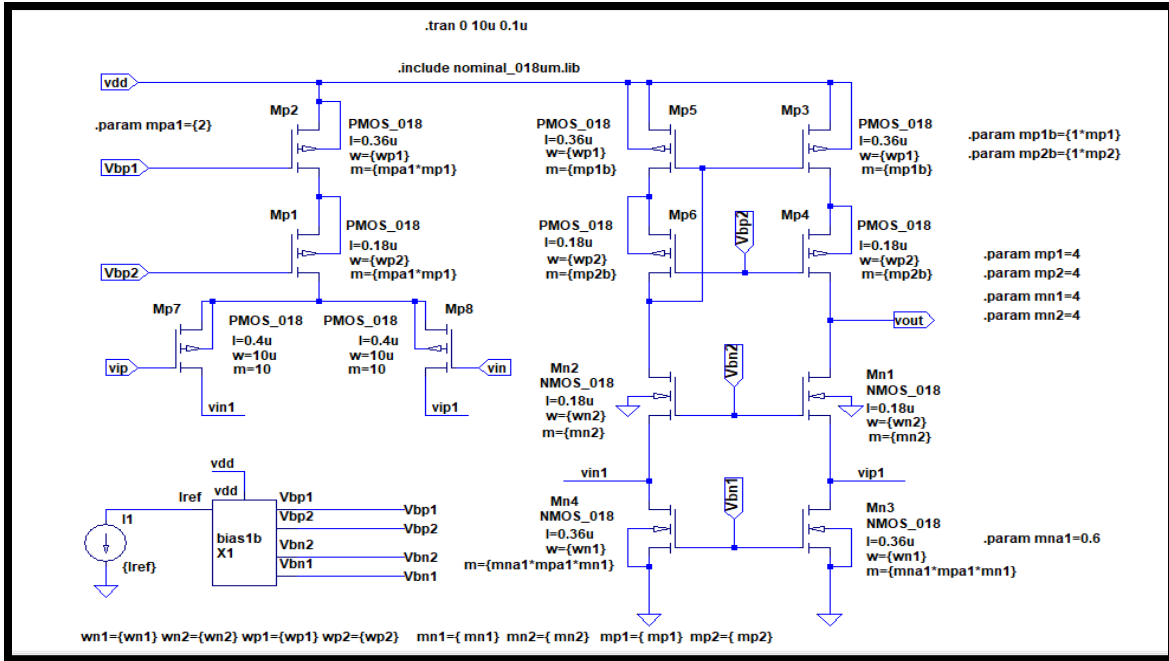 .tran 0 10u 0.1u
.include nominal_018um.lib
vdd
Mp2
.param mpa1={2}
PMOS_018
l=0.36u
w={wp1}
m={mpa1*mp1}
Vbp1
Mp1
PMOS_018
l=0.18u
w={wp2}
m={mpa1*mp1}
Vbp2
Mp7
PMOS_018
l=0.4u
w=10u
m=10
vip
vin1
Mp8
PMOS_018
l=0.4u
w=10u
m=10
vin
vip1
Mp5
PMOS_018
l=0.36u
w={wp1}
m={mp1b}
Mp3
PMOS_018
l=0.36u
w={wp1}
m={mp1b}
.param mp1b={1*mp1}
.param mp2b={1*mp2}
Mp6
PMOS_018
l=0.18u
w={wp2}
m={mp2b}
Vbp2
Mp4
PMOS_018
l=0.18u
w={wp2}
m={mp2b}
.param mp1=4
.param mp2=4
.param mn1=4
.param mn2=4
vout
Mn2
NMOS_018
l=0.18u
w={wn2}
m={mn2}
Vbn2
Mn1
NMOS_018
l=0.18u
w={wn2}
m={mn2}
vin1
vip1
Mn4
NMOS_018
l=0.36u
w={wn1}
m={mna1*mpa1*mn1}
Vbn1
Mn3
NMOS_018
l=0.36u
w={wn1}
m={mna1*mpa1*mn1}
.param mna1=0.6
vdd
Iref
vdd
Vbp1
Vbp1
Vbp2
Vbp2
I1
bias1b
X1
Vbn2
Vbn2
Vbn1
Vbn1
{Iref}
wn1={wn1} wn2={wn2} wp1={wp1} wp2={wp2} mn1={ mn1} mn2={ mn2} mp1={ mp1} mp2={ mp2}